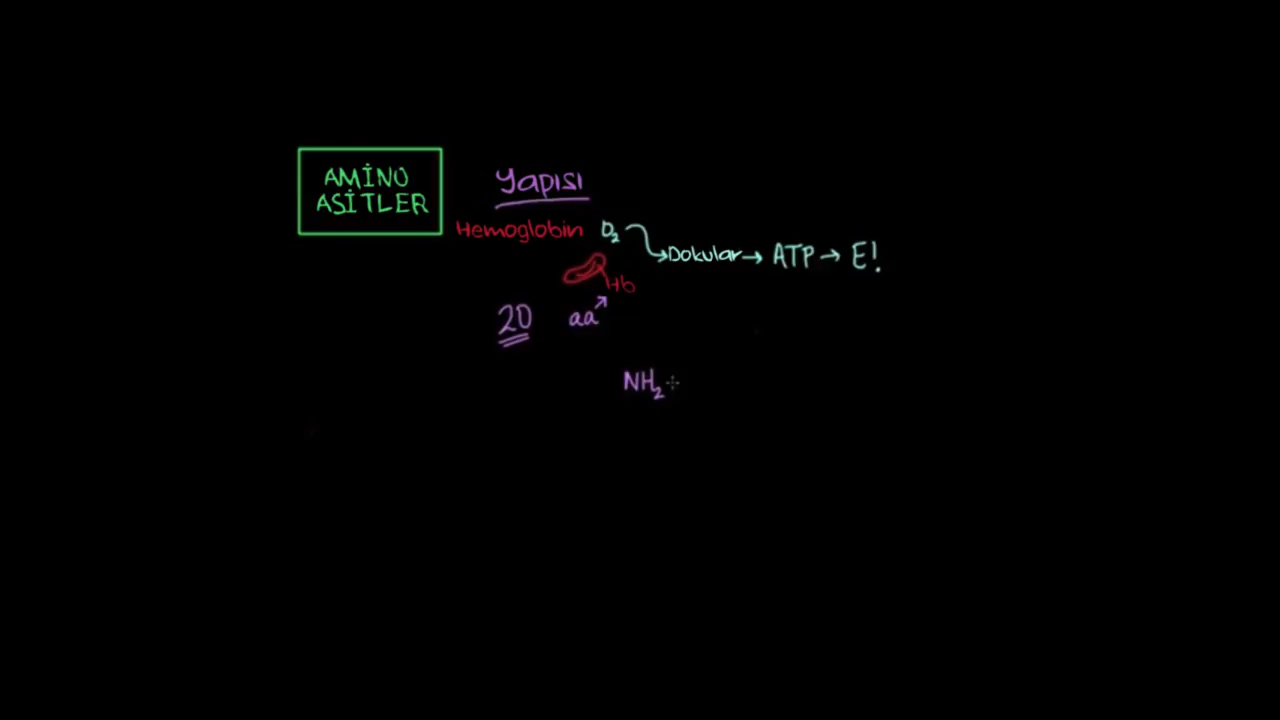 AMİNO
ASİTLER
Yapısı
Hemoglobin O₂ → Dokular → ATP → E!
Hb
20 aa
NH₂